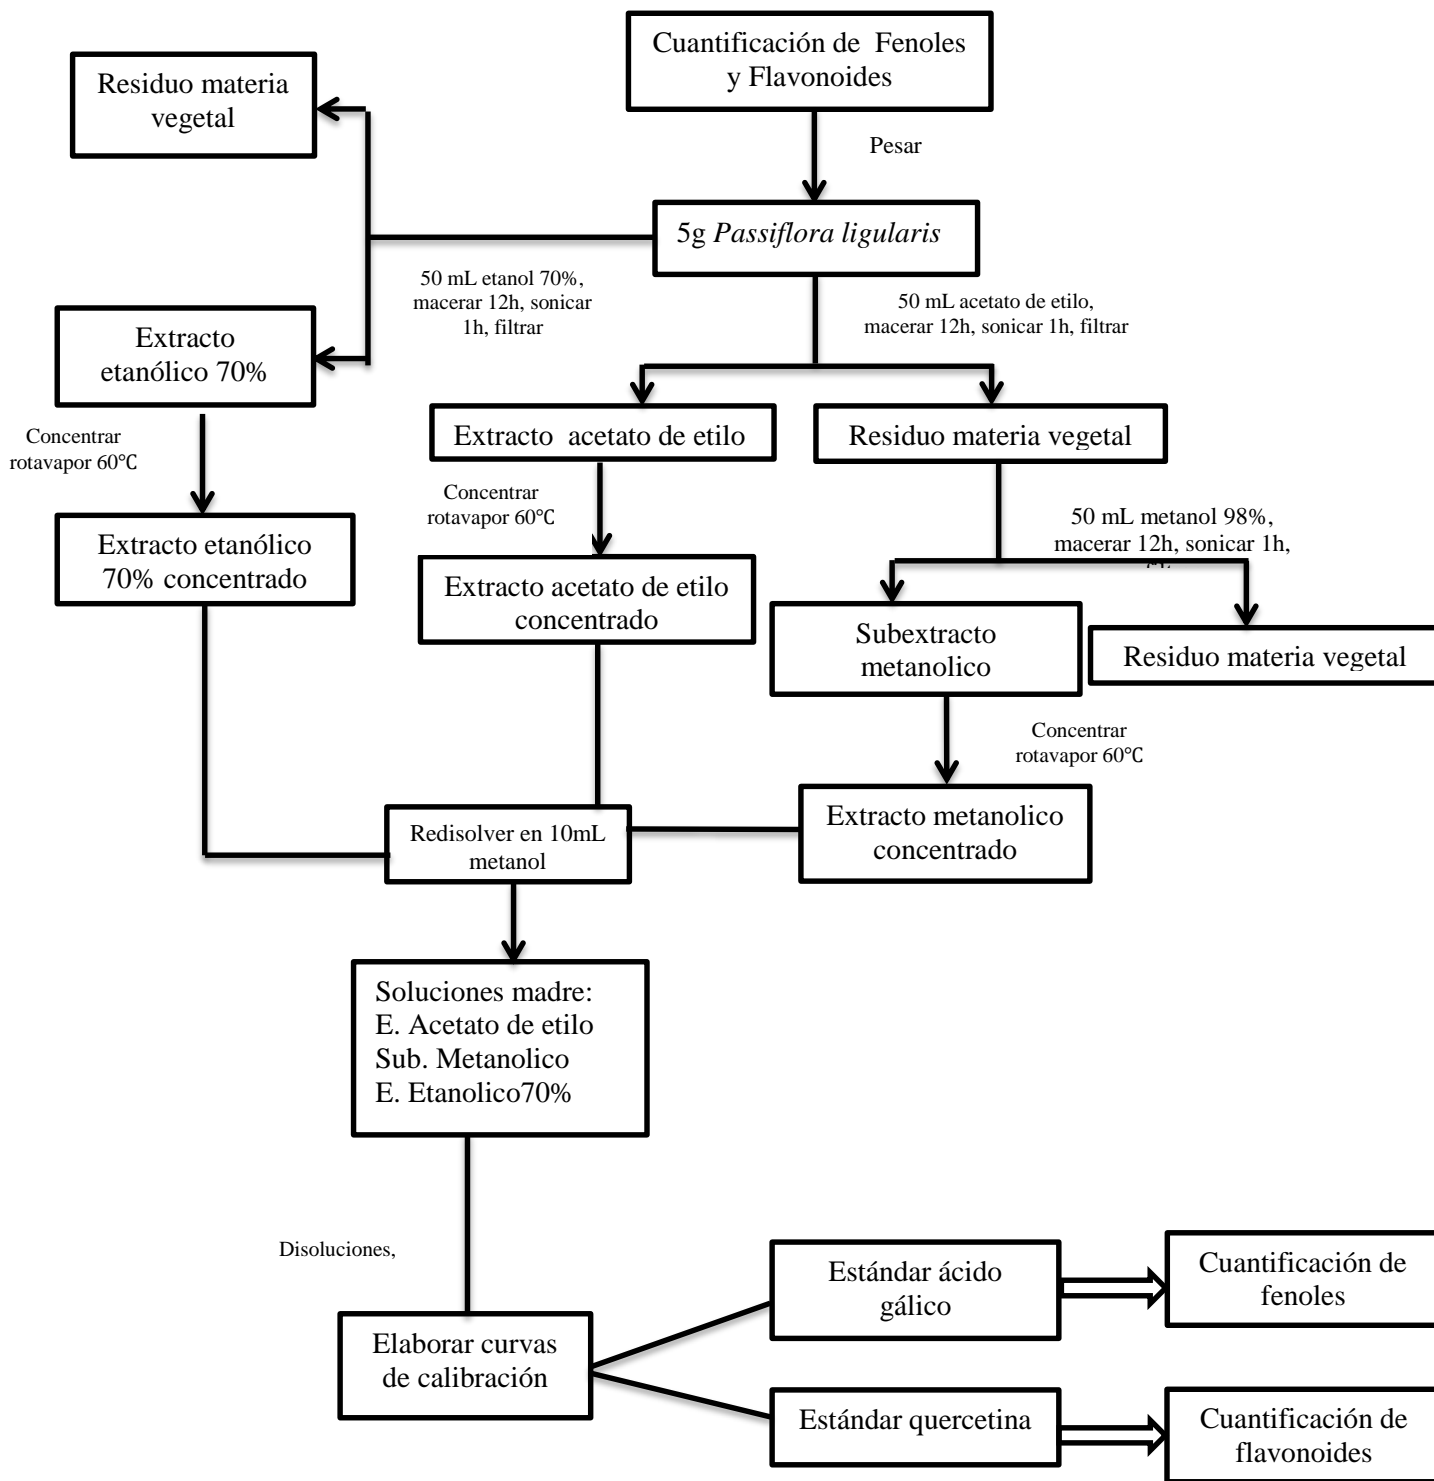 Cuantificación de  Fenoles
y Flavonoides
Residuo materia
vegetal
Pesar
5g Passiflora ligularis
50 mL etanol 70%,
macerar 12h, sonicar
1h, filtrar
50 mL acetato de etilo,
macerar 12h, sonicar 1h, filtrar
Extracto
etanólico 70%
Extracto  acetato de etilo
Residuo materia vegetal
Concentrar
rotavapor 60℃
Concentrar
rotavapor 60℃
50 mL metanol 98%,
macerar 12h, sonicar 1h,
Extracto etanólico
70% concentrado
Extracto acetato de etilo
concentrado
Subextracto
metanolico
Residuo materia vegetal
Concentrar
rotavapor 60℃
Redisolver en 10mL
metanol
Extracto metanolico
concentrado
Soluciones madre:
E. Acetato de etilo
Sub. Metanolico
E. Etanolico70%
Disoluciones,
Elaborar curvas
de calibración
Estándar ácido
gálico
Cuantificación de
fenoles
Estándar quercetina
Cuantificación de
flavonoides